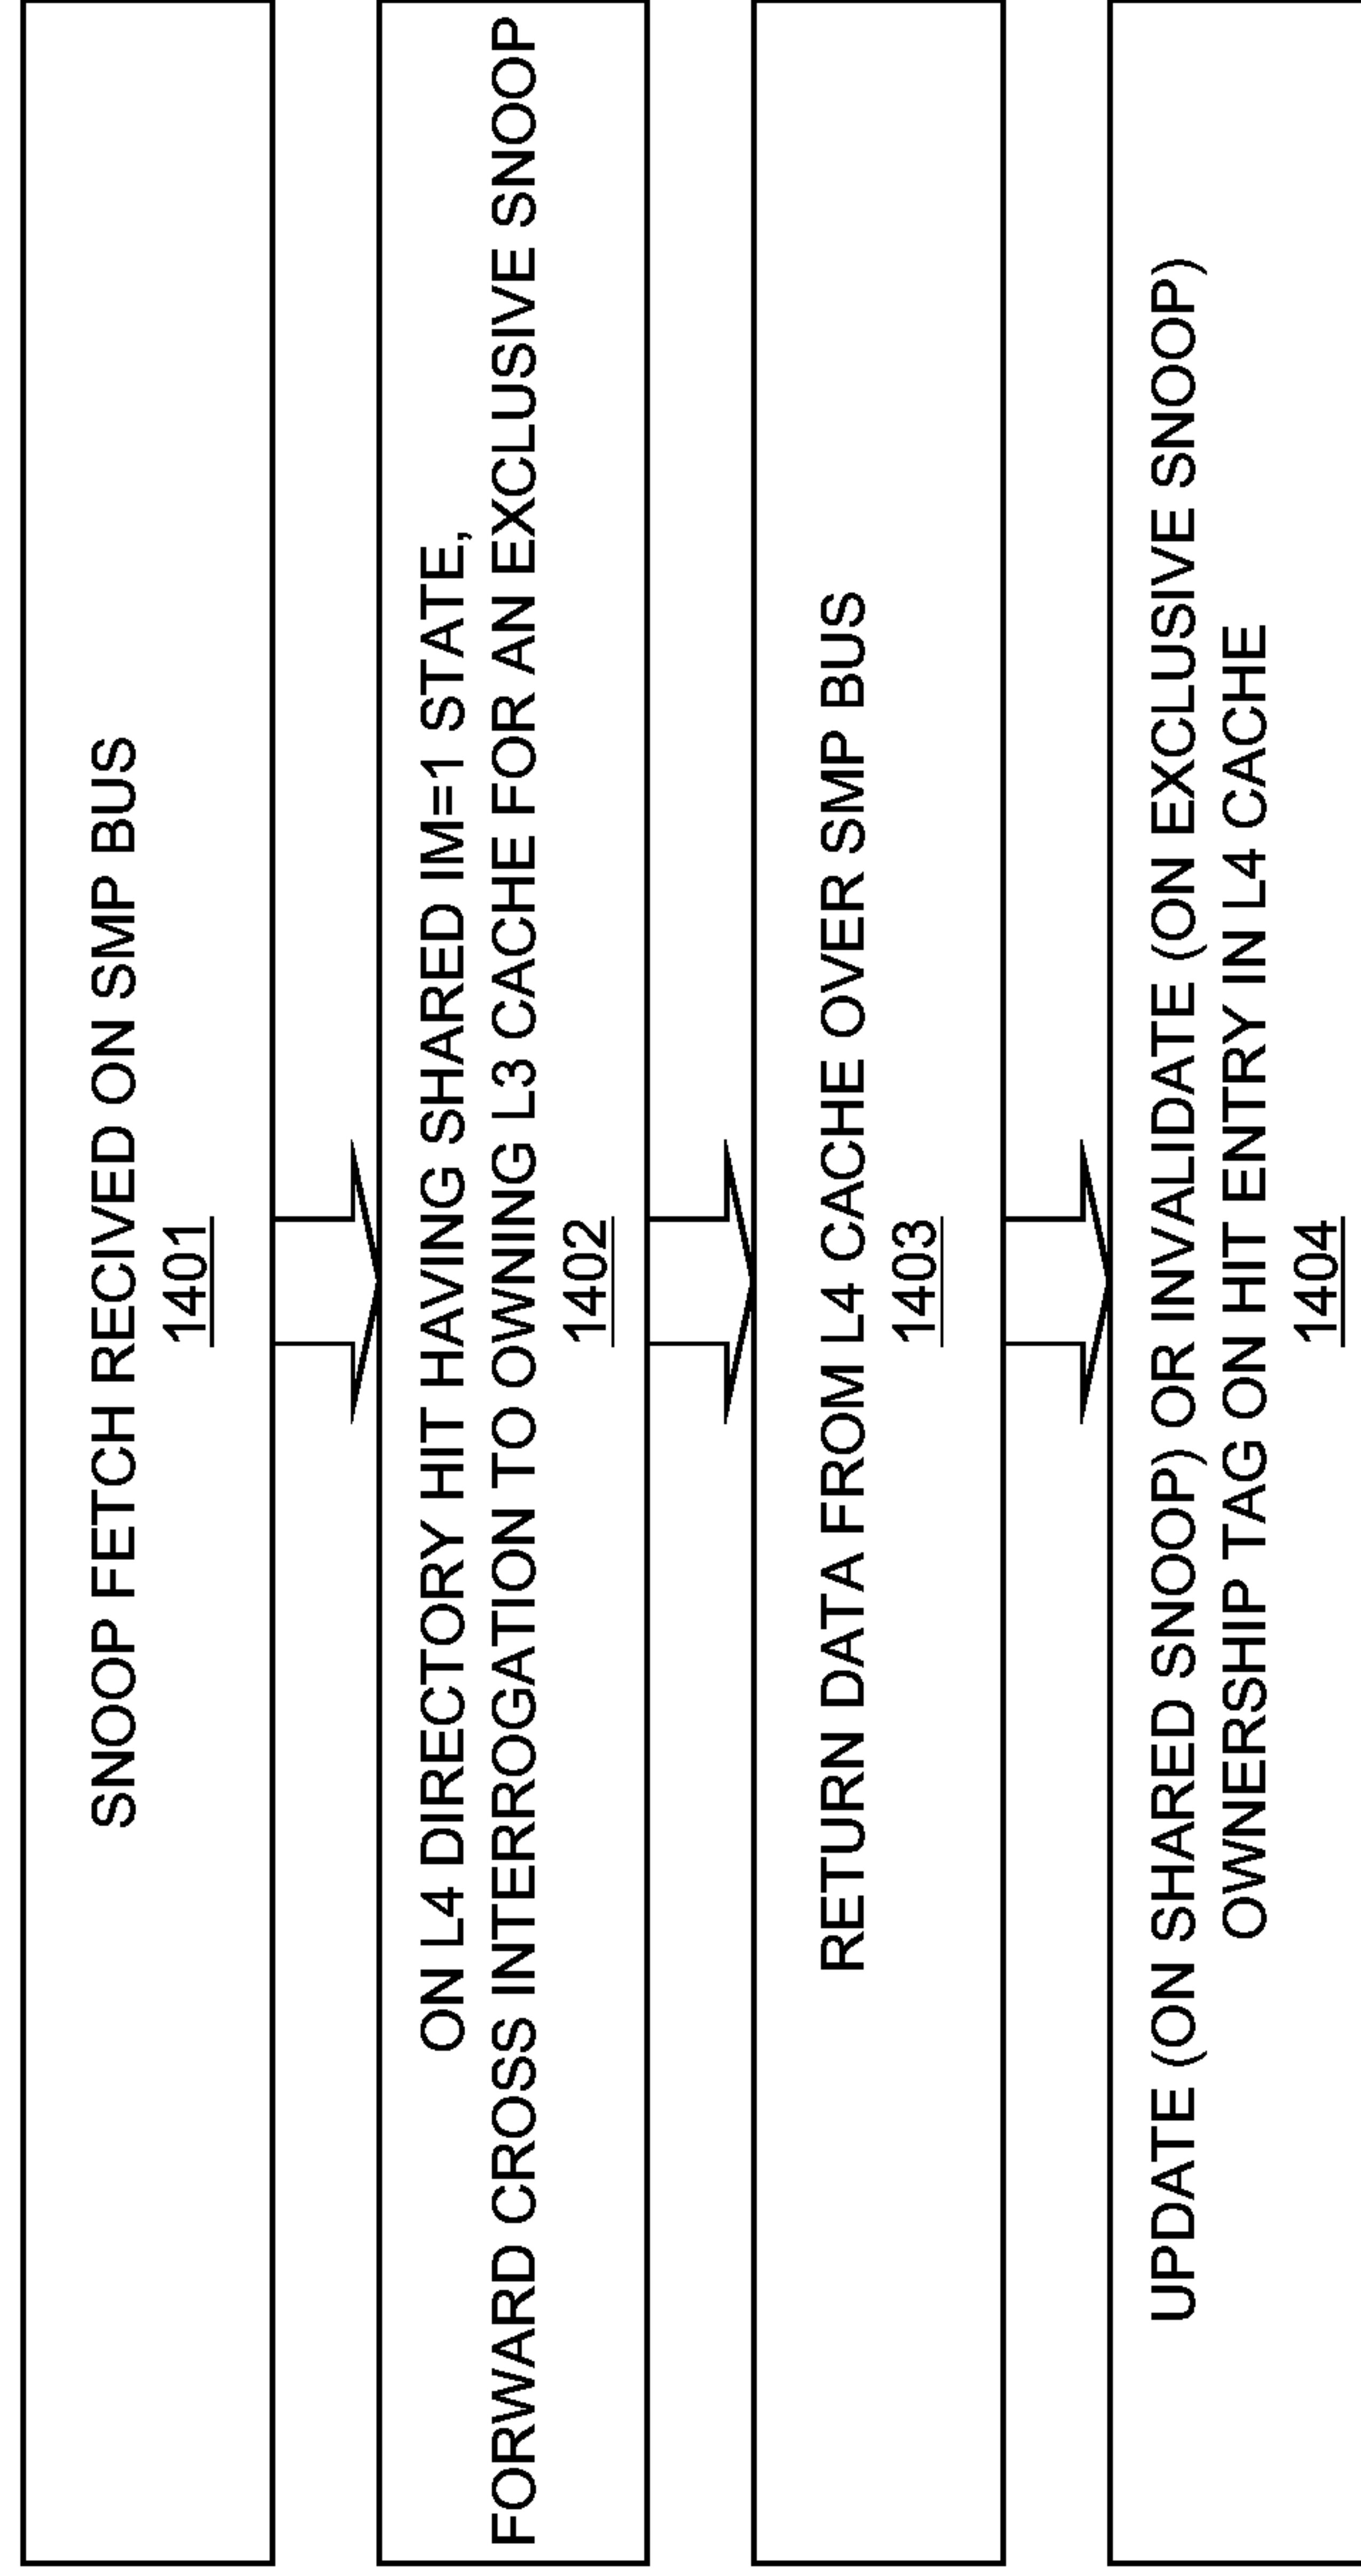 SNOOP FETCH RECIVED ON SMP BUS
1401
ON L4 DIRECTORY HIT HAVING SHARED IM=1 STATE,
FORWARD CROSS INTERROGATION TO OWNING L3 CACHE FOR AN EXCLUSIVE SNOOP
1402
RETURN DATA FROM L4 CACHE OVER SMP BUS
1403
UPDATE (ON SHARED SNOOP) OR INVALIDATE (ON EXCLUSIVE SNOOP)
OWNERSHIP TAG ON HIT ENTRY IN L4 CACHE
1404